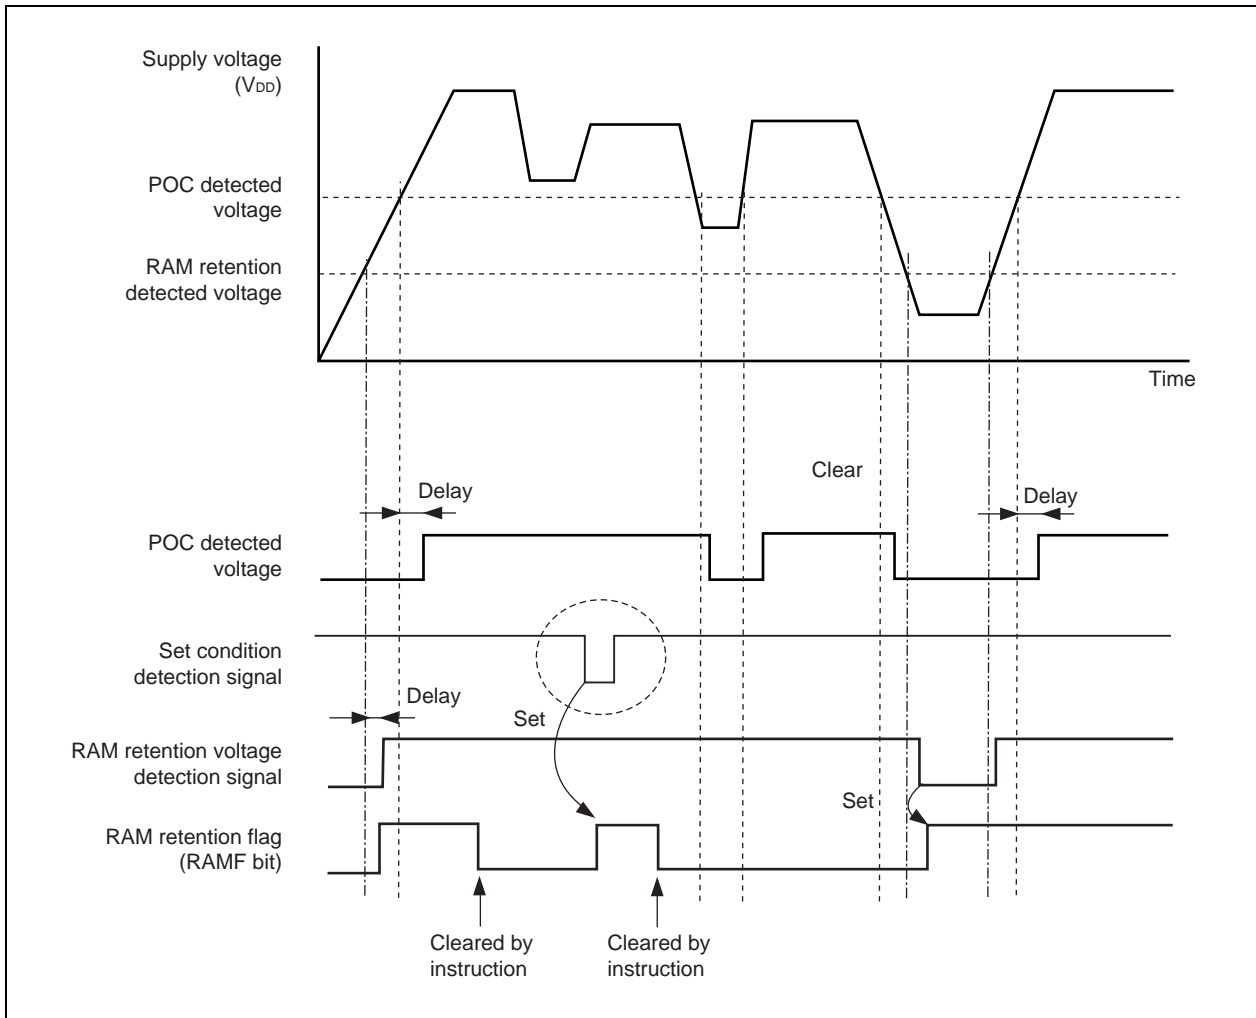 Supply voltage
(VDD)
POC detected
voltage
RAM retention
detected voltage
Time
Clear
Delay
Delay
POC detected
voltage
Set condition
detection signal
Delay
Set
RAM retention voltage
detection signal
Set
RAM retention flag
(RAMF bit)
Cleared by
instruction
Cleared by
instruction